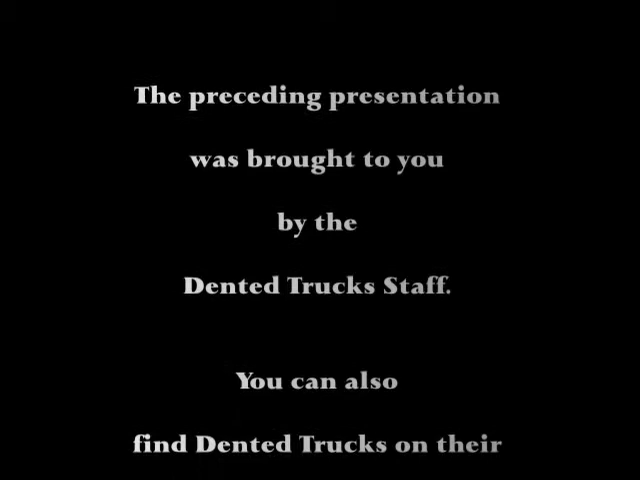 The preceding presentation
was brought to you
by the
Dented Trucks Staff.
You can also
find Dented Trucks on their